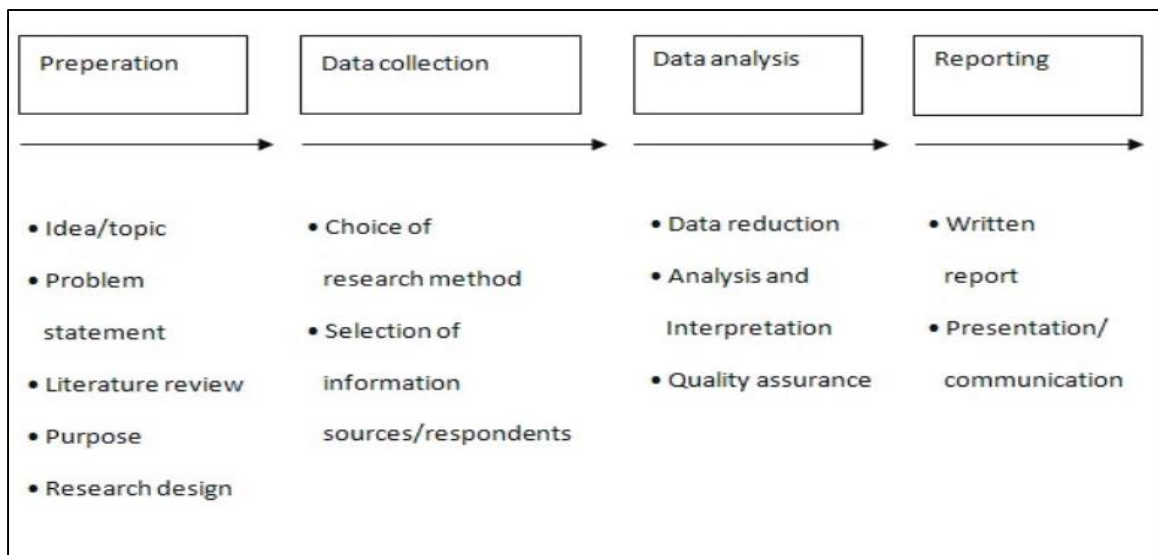 Preperation
• Idea/topic
• Problem
statement
• Literature review
• Purpose
• Research design
Data collection
• Choice of
research method
• Selection of
information
sources/respondents
Data analysis
• Data reduction
• Analysis and
Interpretation
• Quality assurance
Reporting
• Written
report
• Presentation/
communication